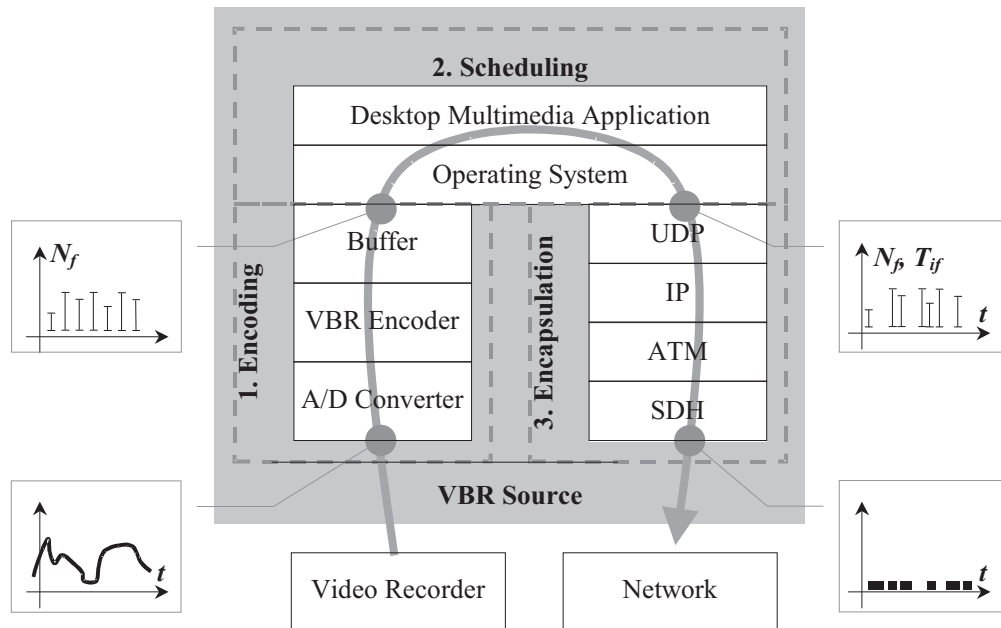 2. Scheduling
Desktop Multimedia Application
Operating System
1. Encoding
Buffer
VBR Encoder
A/D Converter
3. Encapsulation
UDP
IP
ATM
SDH
VBR Source
Video Recorder
Network
N_f
N_f, T_if
t
t
t